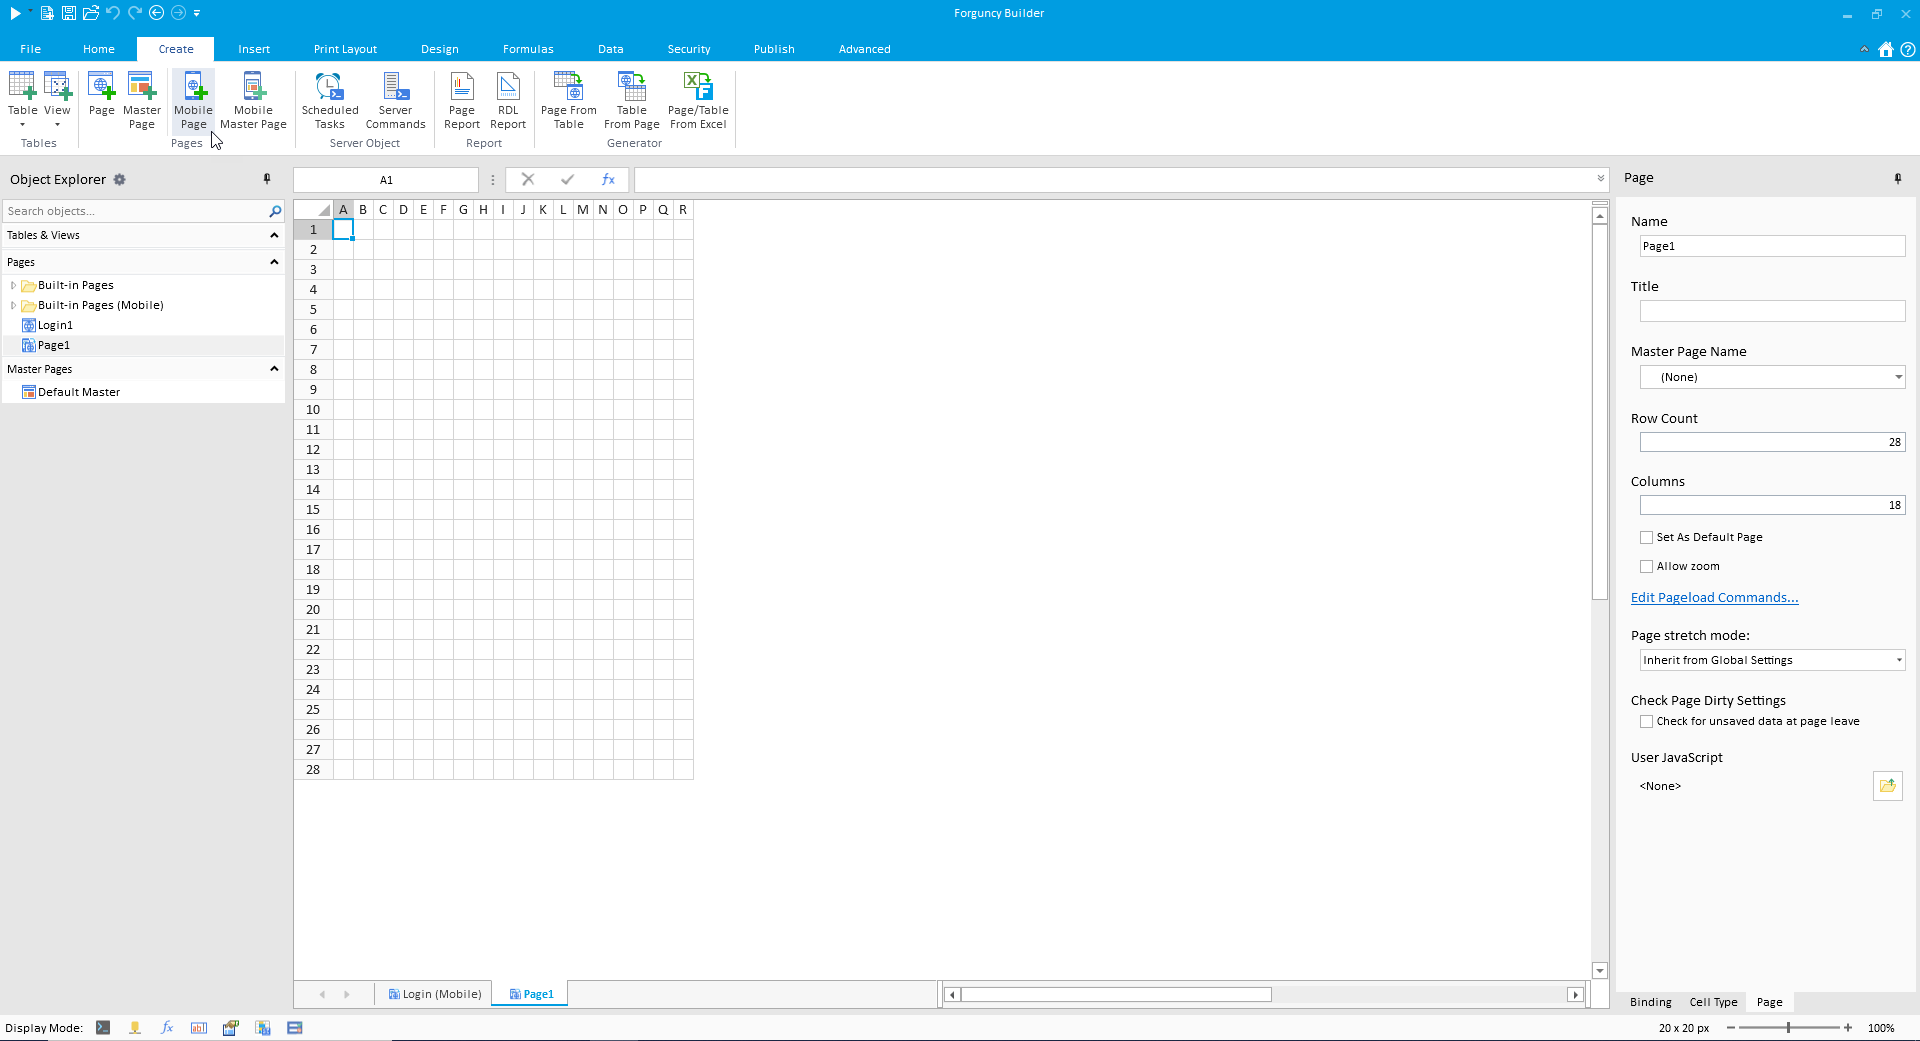 Forguncy Builder
File Home Create Insert Print Layout Design Formulas Data Security Publish Advanced
Table View Page Master Page Mobile Page Mobile Master Page Scheduled Tasks Server Commands Page Report RDL Report Page From Table Table From Page Page/Table From Excel
Tables Pages Server Object Report Generator
Object Explorer
Search objects...
Tables & Views
Pages
Built-in Pages
Built-in Pages (Mobile)
Login1
Page1
Master Pages
Default Master
A1
fx
A B C D E F G H I J K L M N O P Q R
1
2
3
4
5
6
7
8
9
10
11
12
13
14
15
16
17
18
19
20
21
22
23
24
25
26
27
28
Login (Mobile) Page1
Page
Name
Page1
Title
Master Page Name
(None)
Row Count
28
Columns
18
Set As Default Page
Allow zoom
Edit Pageload Commands...
Page stretch mode:
Inherit from Global Settings
Check Page Dirty Settings
Check for unsaved data at page leave
User JavaScript
<None>
Binding Cell Type Page
Display Mode: fx ab 20 x 20 px 100%